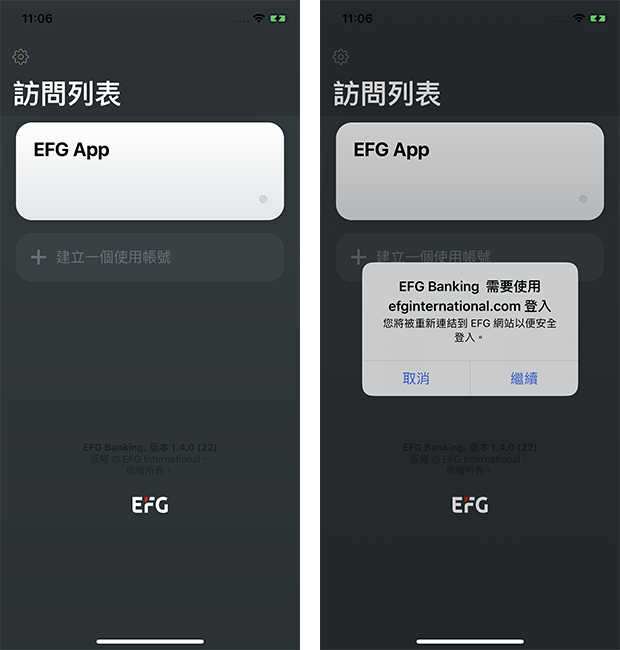 11:06
訪問列表
EFG App
建立一個使用帳號
EFG Banking. 版本 1.4.0 (22)
版權 © EFG International。
版權所有。
EFG
11:06
訪問列表
EFG App
建立一個使用帳號
EFG Banking 需要使用
efginternational.com 登入
您將被重新連結到 EFG 網站以便安全
登入。
取消
繼續
EFG Banking. 版本 1.4.0 (22)
版權 © EFG International。
版權所有。
EFG